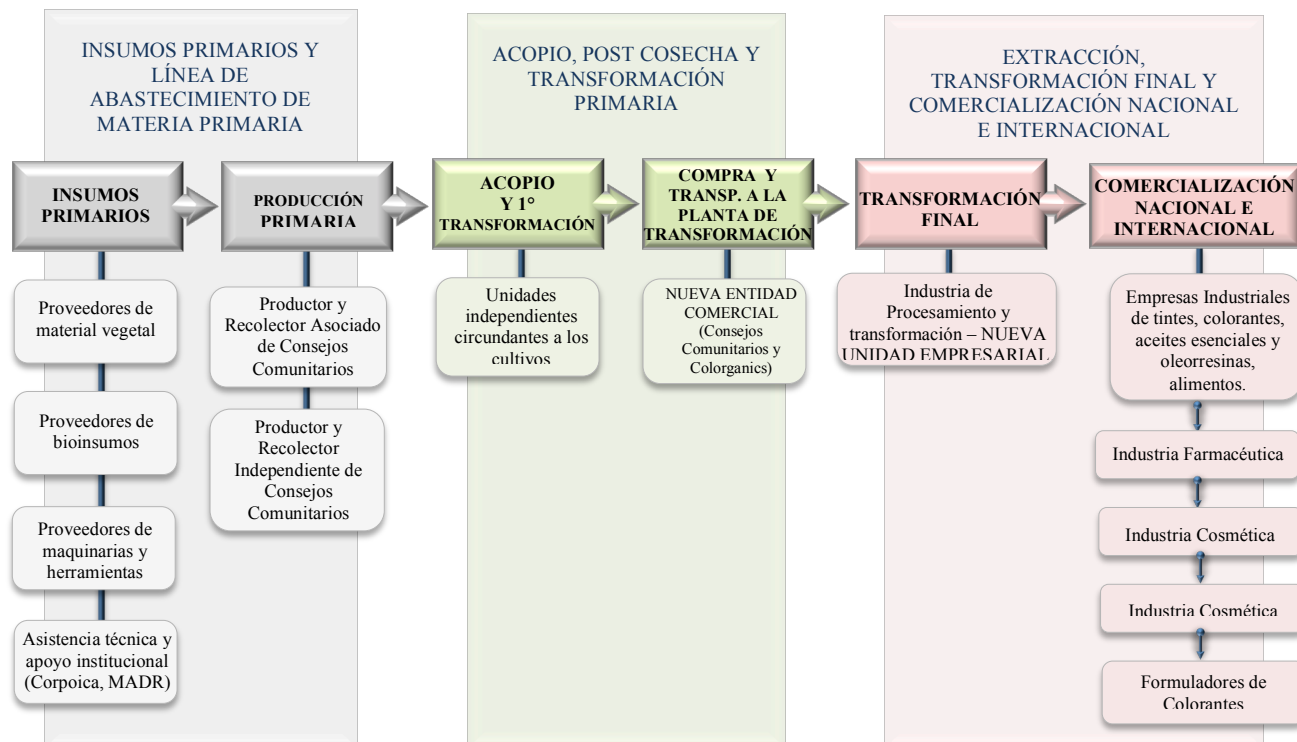 INSUMOS PRIMARIOS Y
LÍNEA DE
ABASTECIMIENTO DE
MATERIA PRIMARIA
ACOPIO, POST COSECHA Y
TRANSFORMACIÓN
PRIMARIA
EXTRACCIÓN,
TRANSFORMACIÓN FINAL Y
COMERCIALIZACIÓN NACIONAL
E INTERNACIONAL
INSUMOS
PRIMARIOS
PRODUCCIÓN
PRIMARIA
ACOPIO
Y 1°
TRANSFORMACIÓN
COMPRA Y
TRANSP. A LA
PLANTA DE
TRANSFORMACIÓN
TRANSFORMACIÓN
FINAL
COMERCIALIZACIÓN
NACIONAL E
INTERNACIONAL
Proveedores de
material vegetal
Proveedores de
bioinsumos
Proveedores de
maquinarias y
herramientas
Asistencia técnica y
apoyo institucional
(Corpoica, MADR)
Productor y
Recolector Asociado
de Consejos
Comunitarios
Productor y
Recolector
Independiente de
Consejos
Comunitarios
Unidades
independientes
circundantes a los
cultivos
NUEVA ENTIDAD
COMERCIAL
(Consejos
Comunitarios y
Colorganics)
Industria de
Procesamiento y
transformación – NUEVA
UNIDAD EMPRESARIAL
Empresas Industriales
de tintes, colorantes,
aceites esenciales y
oleorresinas,
alimentos.
Industria Farmacéutica
Industria Cosmética
Industria Cosmética
Formuladores de
Colorantes